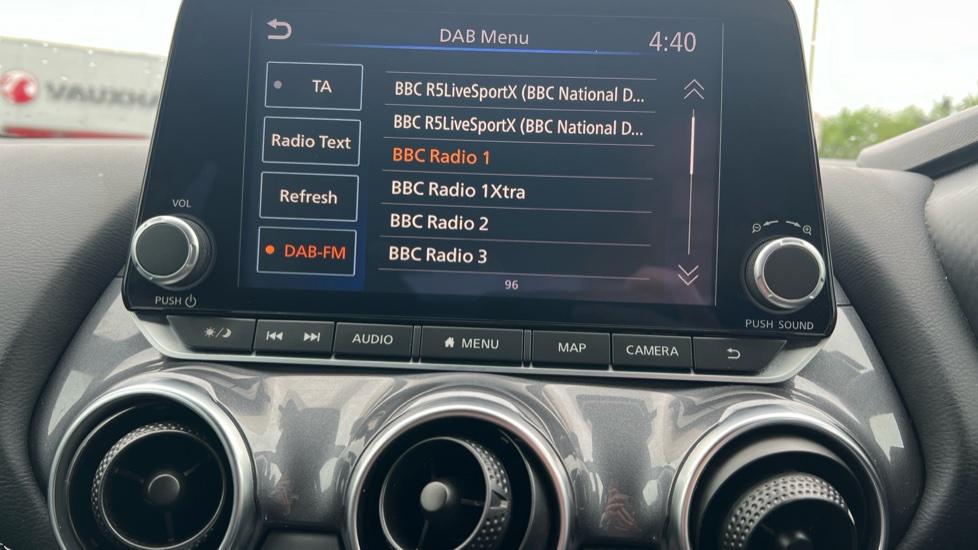 DAB Menu
4:40
TA
Radio Text
Refresh
DAB-FM
BBC R5LiveSportX (BBC National D...
BBC R5LiveSportX (BBC National D...
BBC Radio 1
BBC Radio 1Xtra
BBC Radio 2
BBC Radio 3
96
VOL
PUSH
PUSH SOUND
AUDIO
MENU
MAP
CAMERA